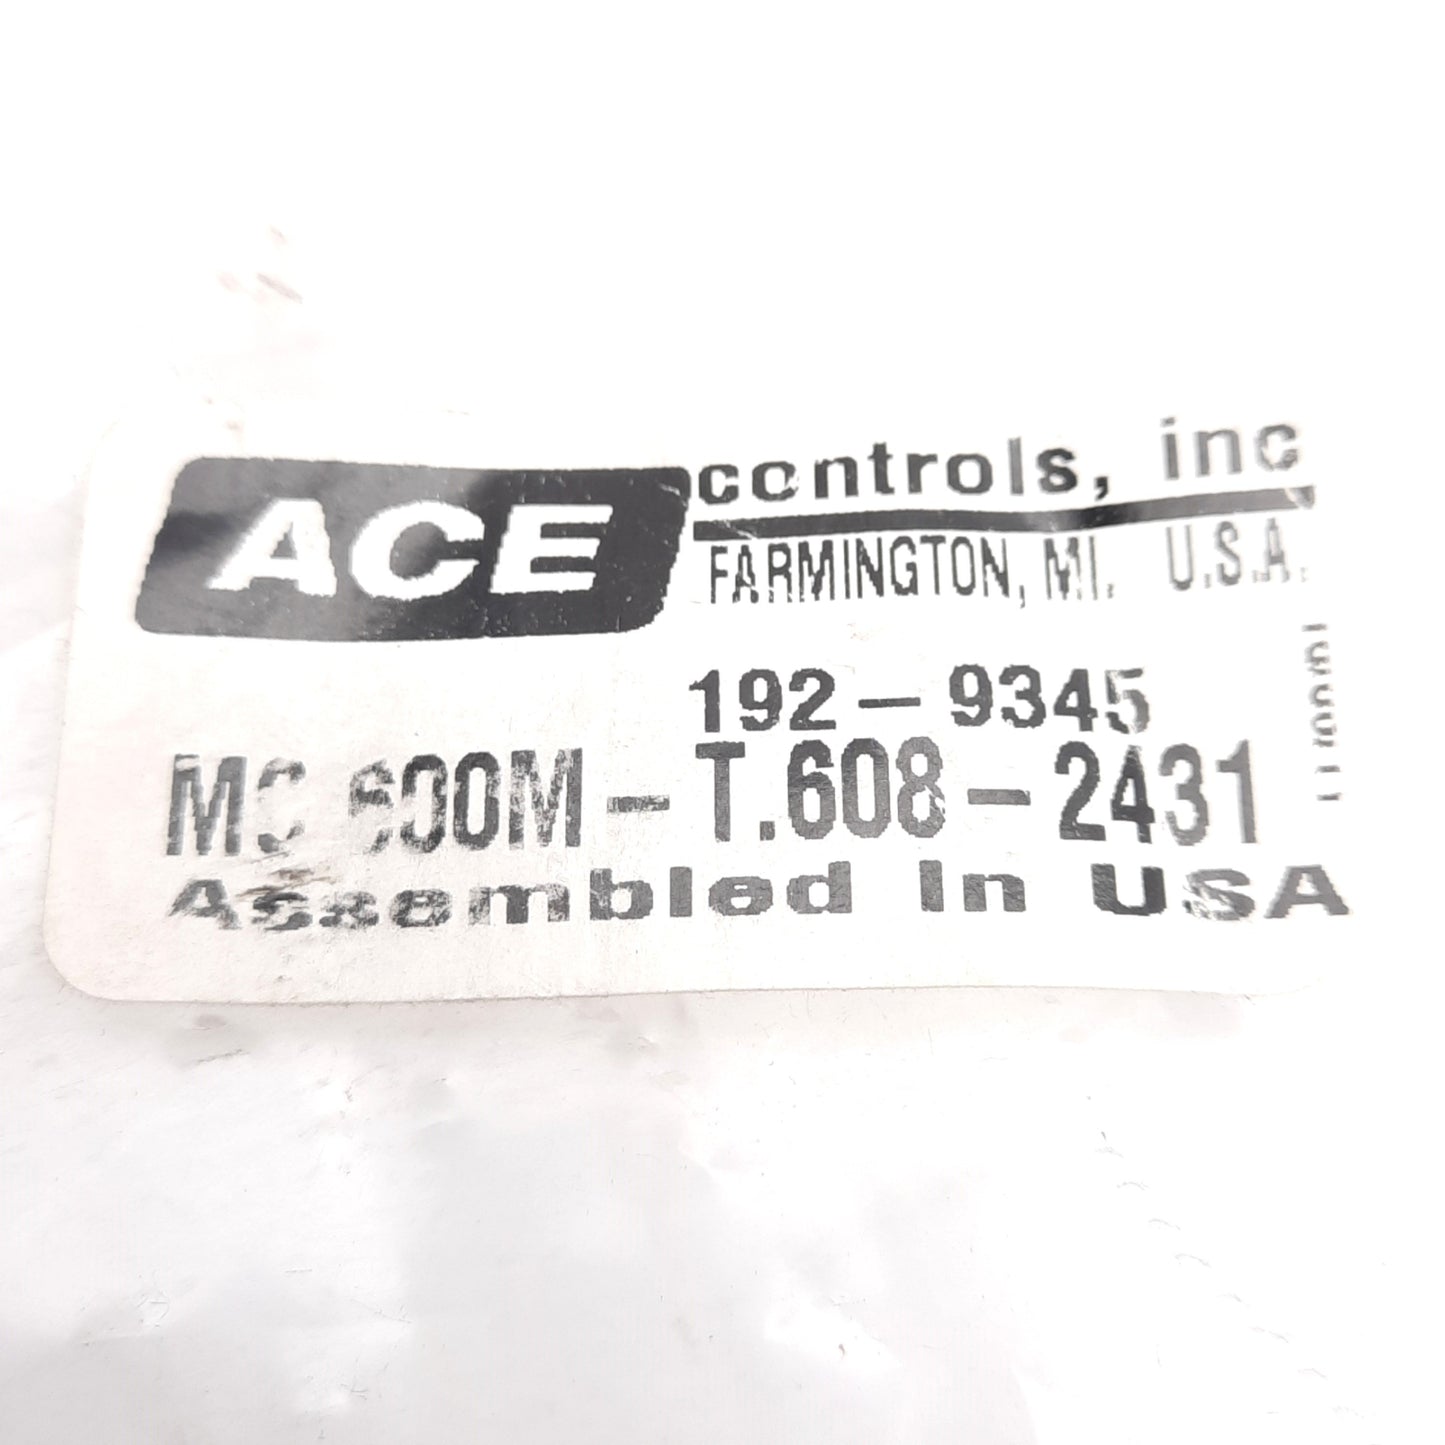 ACE controls, inc
FARMINGTON, MI. U.S.A.
192-9345
MC 600M-T.608-2431
Assembled In USA